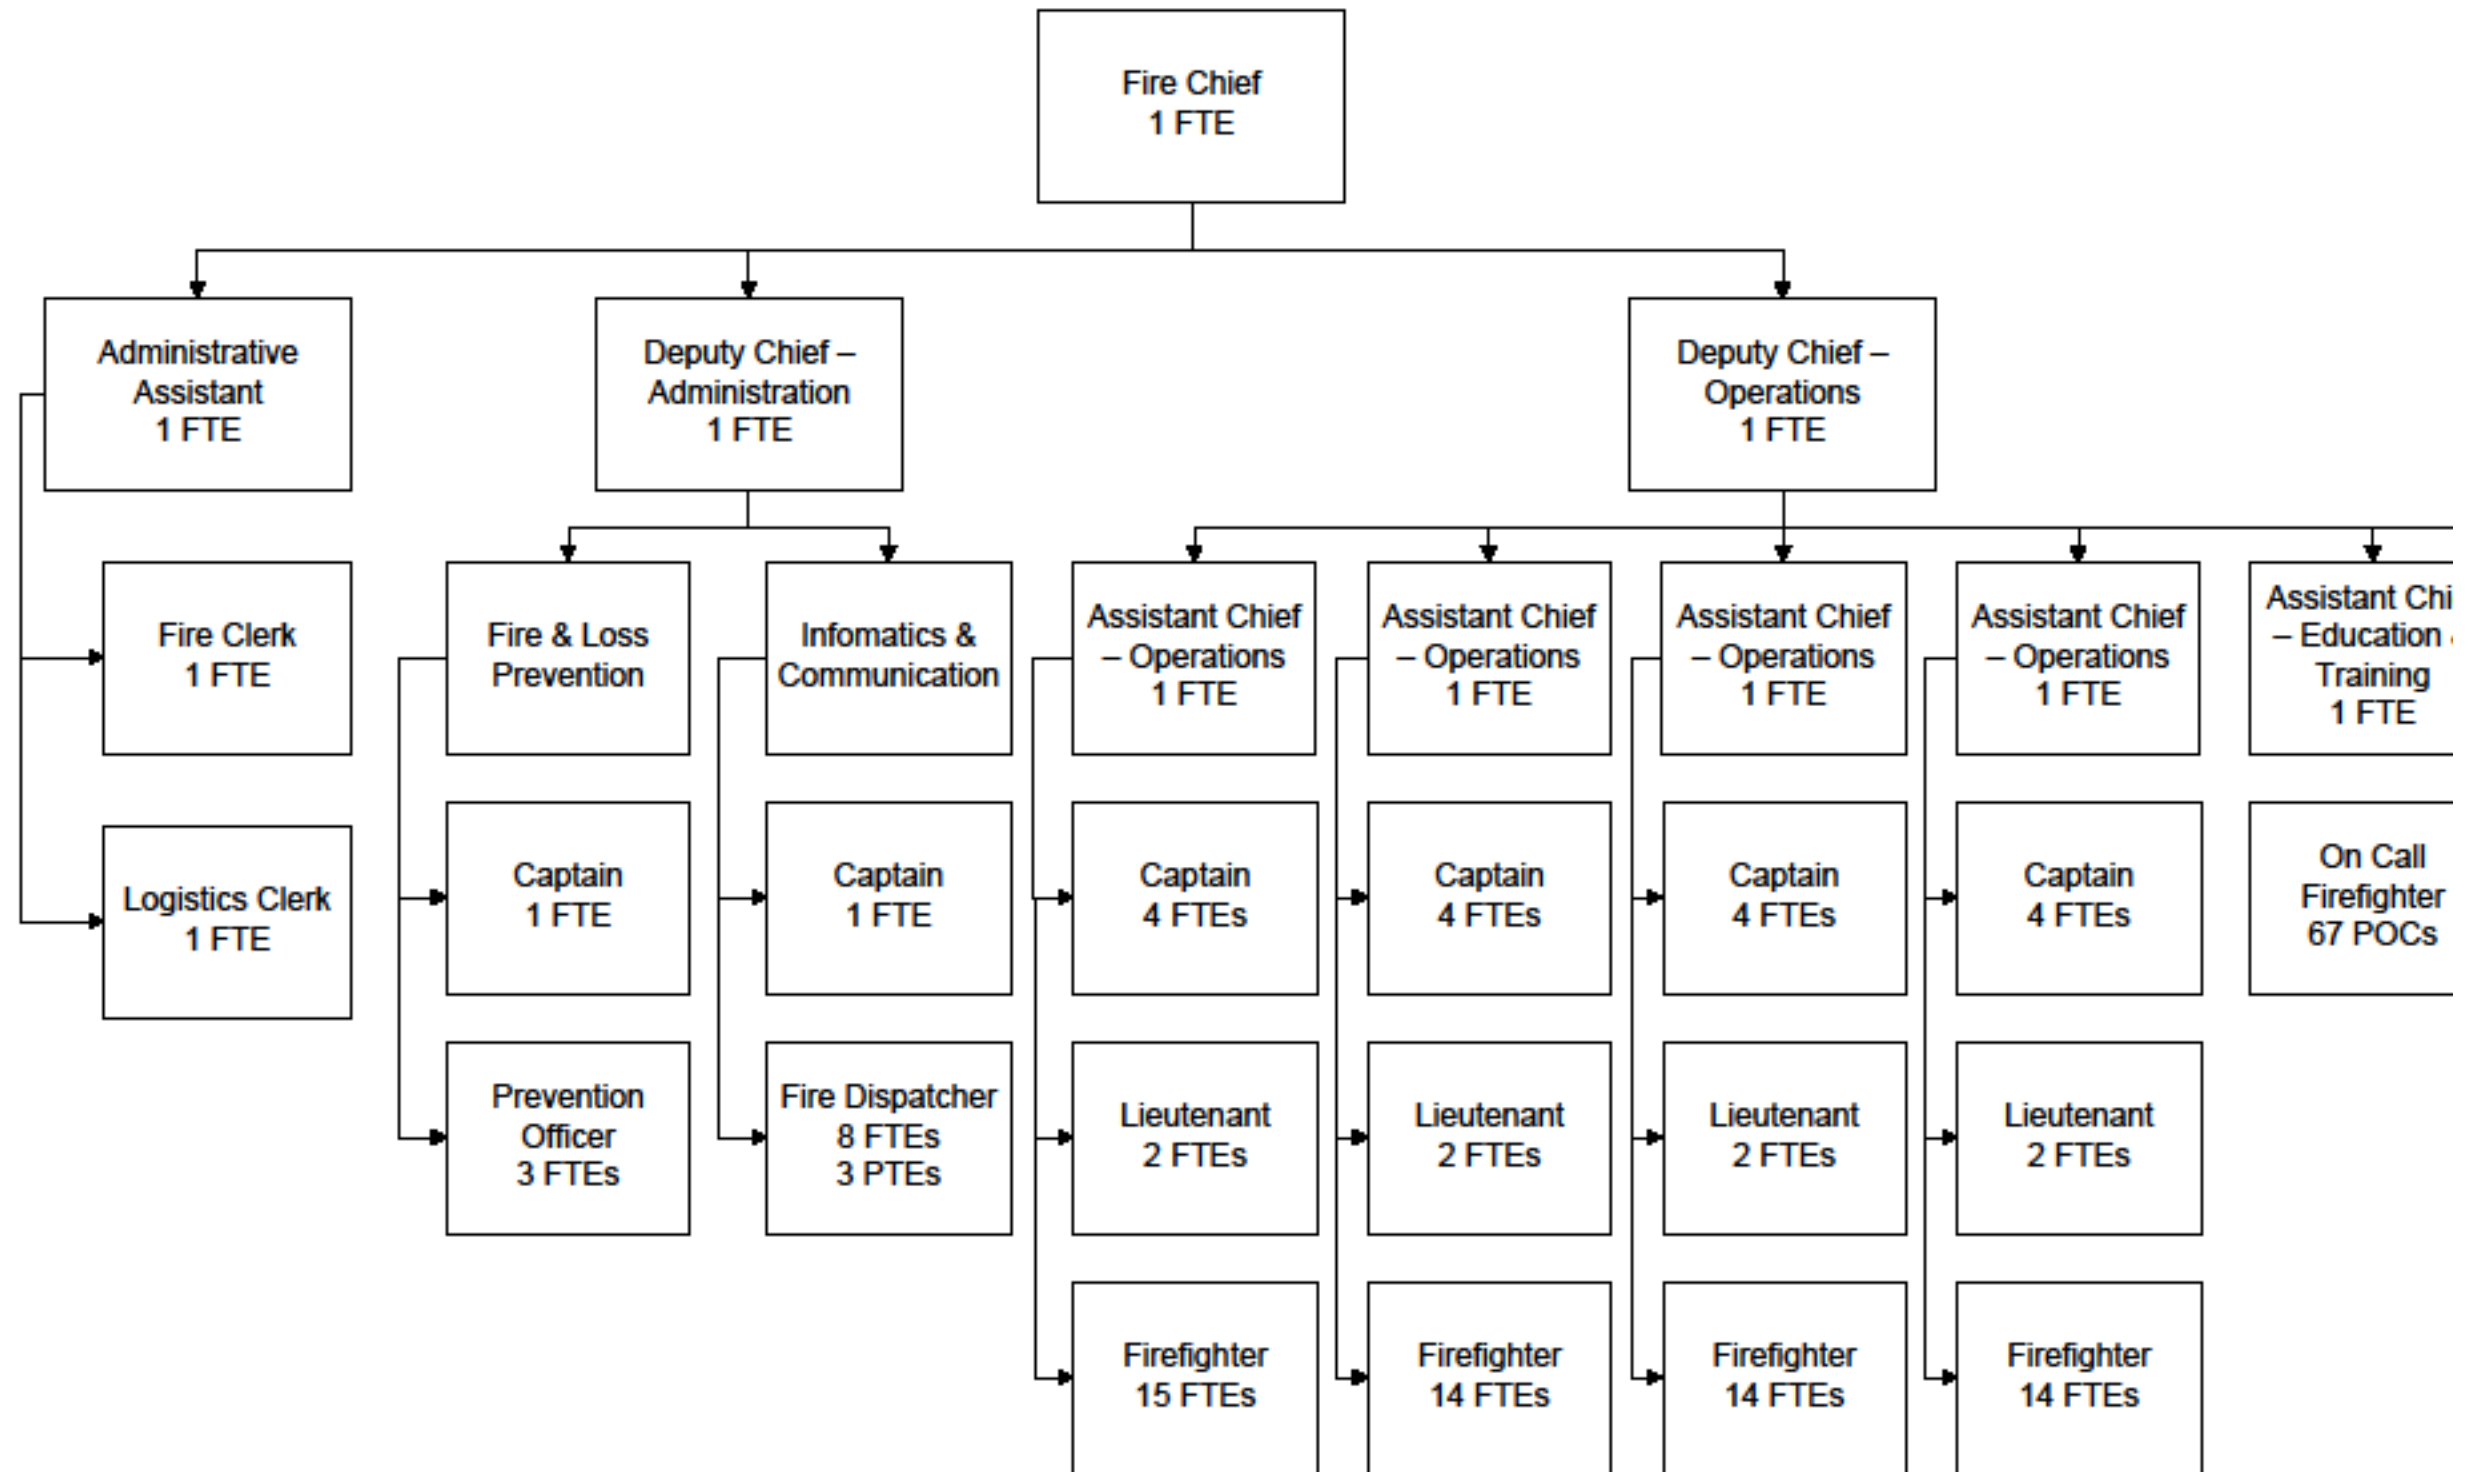 Fire Chief
1 FTE
Administrative
Assistant
1 FTE
Deputy Chief –
Administration
1 FTE
Deputy Chief –
Operations
1 FTE
Fire Clerk
1 FTE
Fire & Loss
Prevention
Infomatics &
Communication
Assistant Chief
– Operations
1 FTE
Assistant Chief
– Operations
1 FTE
Assistant Chief
– Operations
1 FTE
Assistant Chief
– Operations
1 FTE
Assistant Chi
– Education
Training
1 FTE
Logistics Clerk
1 FTE
Captain
1 FTE
Captain
1 FTE
Captain
4 FTEs
Captain
4 FTEs
Captain
4 FTEs
Captain
4 FTEs
On Call
Firefighter
67 POCs
Prevention
Officer
3 FTEs
Fire Dispatcher
8 FTEs
3 PTEs
Lieutenant
2 FTEs
Lieutenant
2 FTEs
Lieutenant
2 FTEs
Lieutenant
2 FTEs
Firefighter
15 FTEs
Firefighter
14 FTEs
Firefighter
14 FTEs
Firefighter
14 FTEs